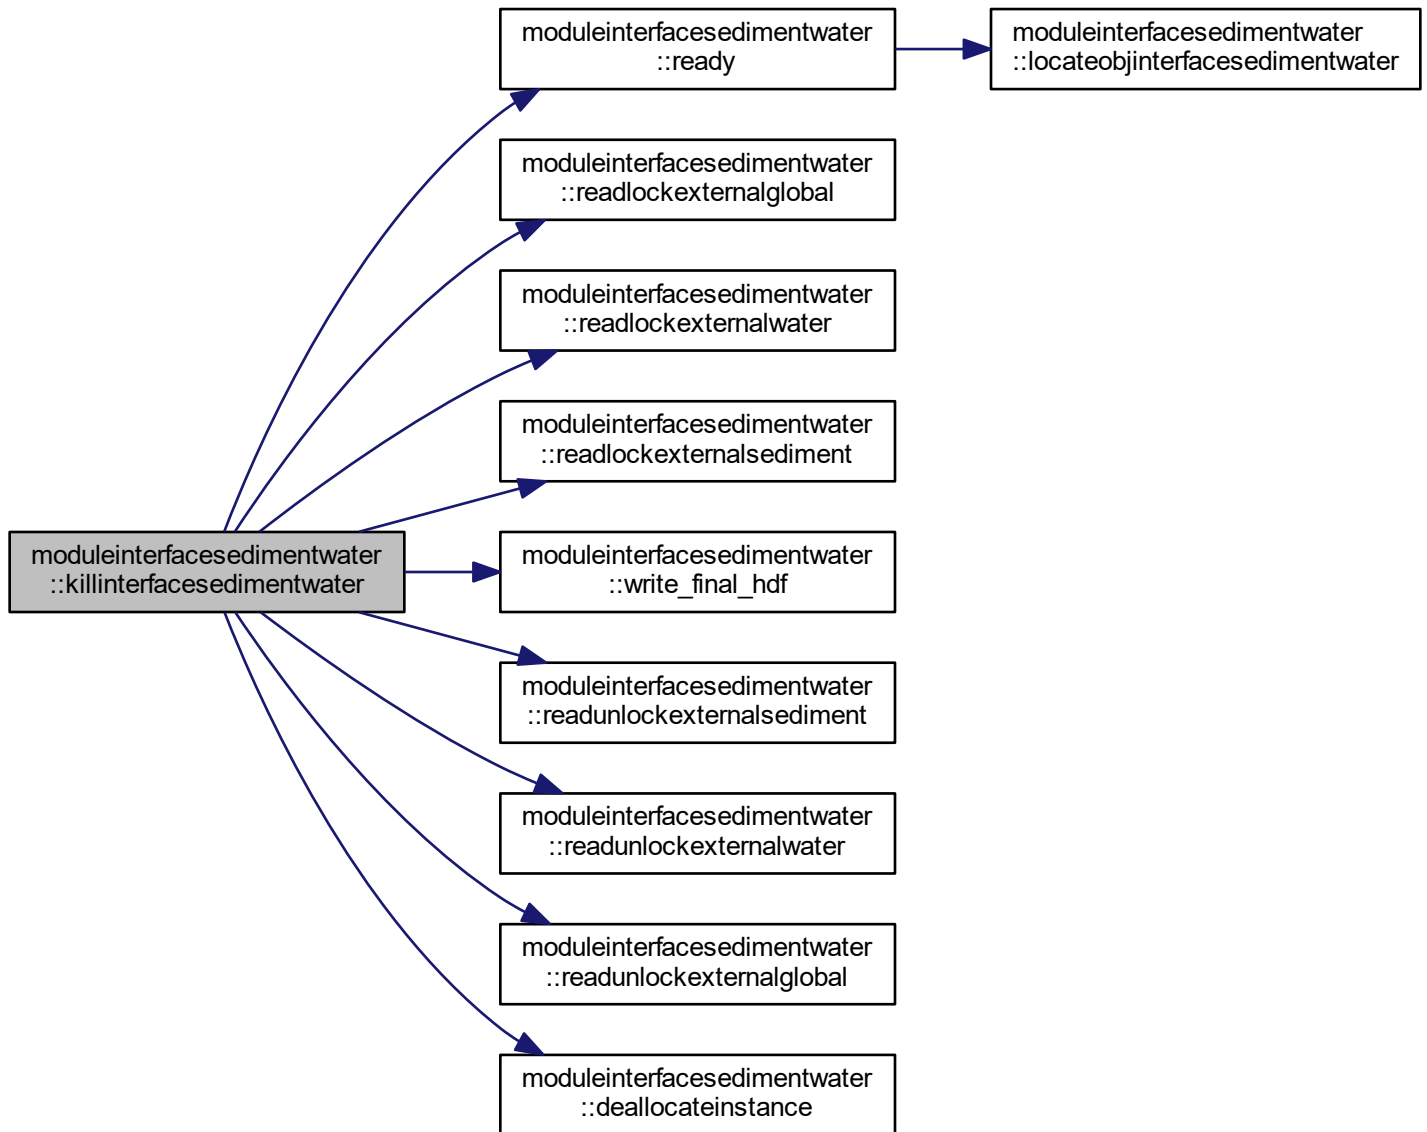 moduleinterfacesedimentwater
::ready
moduleinterfacesedimentwater
::locateobjinterfacesedimentwater
moduleinterfacesedimentwater
::readlockexternalglobal
moduleinterfacesedimentwater
::readlockexternalwater
moduleinterfacesedimentwater
::readlockexternalsediment
moduleinterfacesedimentwater
::killinterfacesedimentwater
moduleinterfacesedimentwater
::write_final_hdf
moduleinterfacesedimentwater
::readunlockexternalsediment
moduleinterfacesedimentwater
::readunlockexternalwater
moduleinterfacesedimentwater
::readunlockexternalglobal
moduleinterfacesedimentwater
::deallocateinstance